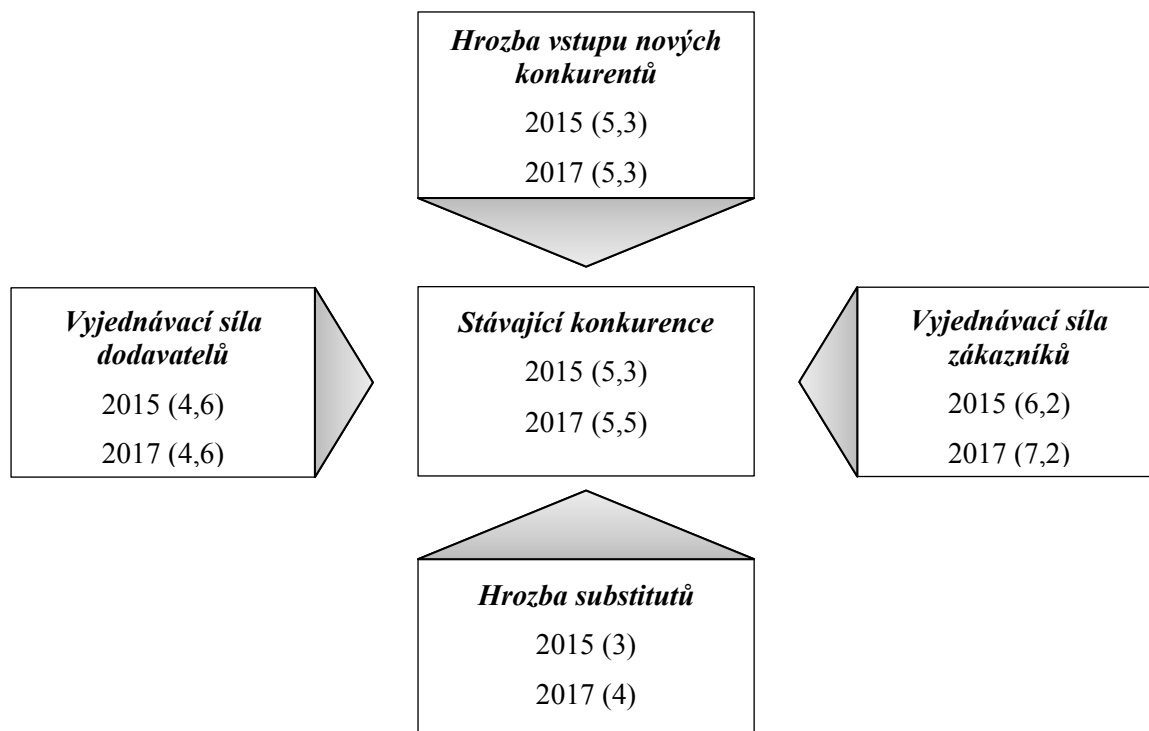 Hrozba vstupu nových
konkurentů
2015 (5,3)
2017 (5,3)
Vyjednávací síla
dodavatelů
2015 (4,6)
2017 (4,6)
Stávající konkurence
2015 (5,3)
2017 (5,5)
Vyjednávací síla
zákazníků
2015 (6,2)
2017 (7,2)
Hrozba substitutů
2015 (3)
2017 (4)